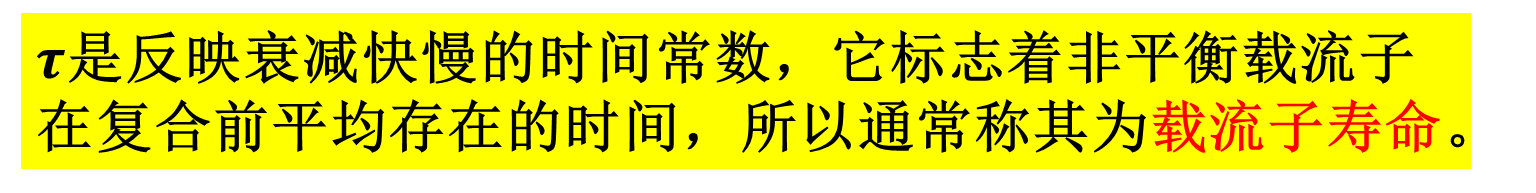 τ是反映衰减快慢的时间常数，它标志着非平衡载流子
在复合前平均存在的时间，所以通常称其为载流子寿命。